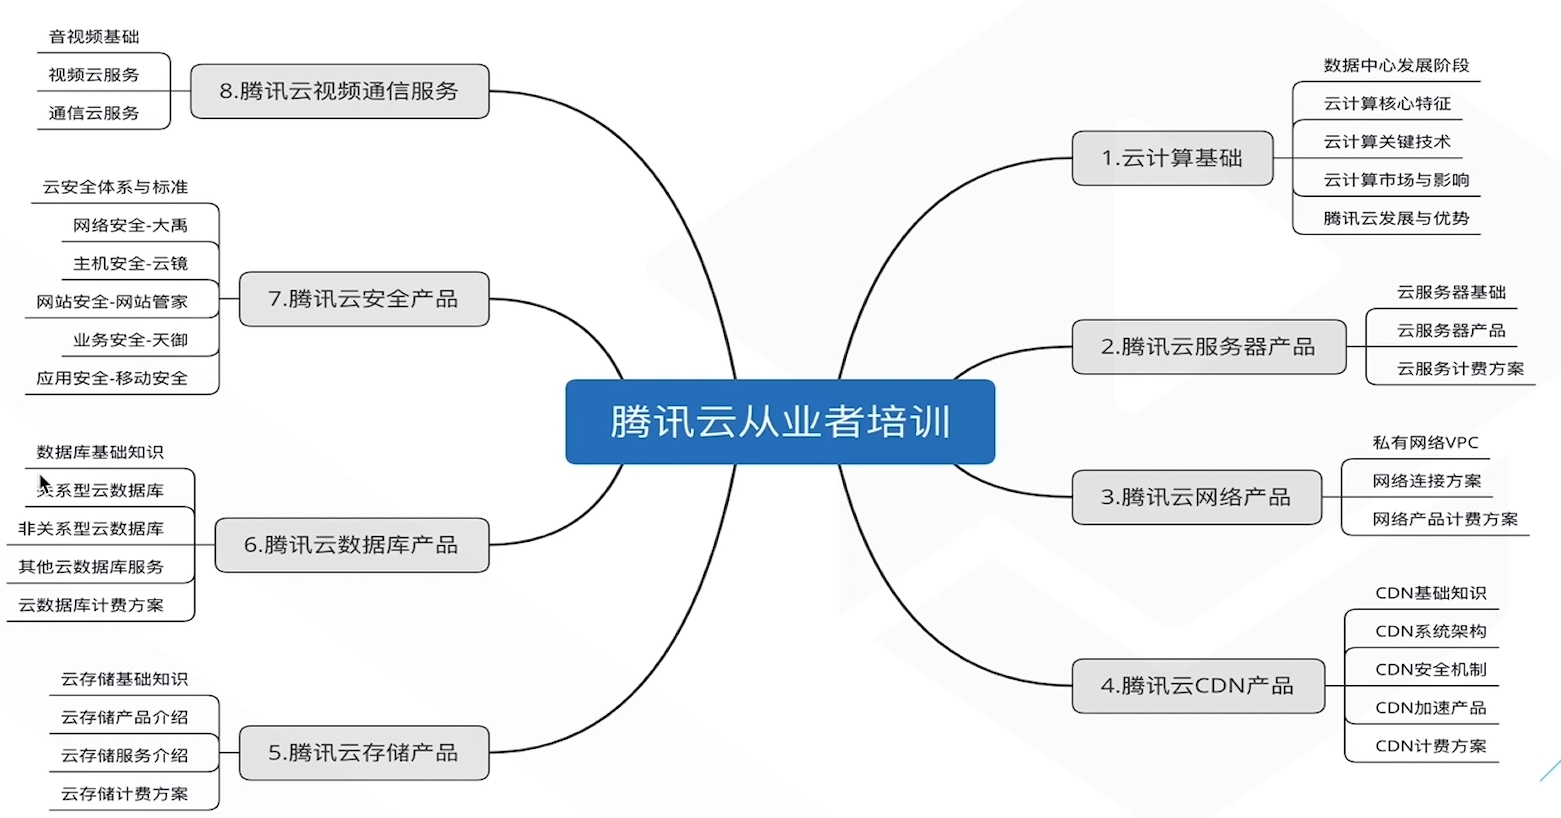 腾讯云从业者培训
1.云计算基础
数据中心发展阶段
云计算核心特征
云计算关键技术
云计算市场与影响
腾讯云发展与优势
2.腾讯云服务器产品
云服务器基础
云服务器产品
云服务计费方案
3.腾讯云网络产品
私有网络VPC
网络连接方案
网络产品计费方案
4.腾讯云CDN产品
CDN基础知识
CDN系统架构
CDN安全机制
CDN加速产品
CDN计费方案
5.腾讯云存储产品
云存储基础知识
云存储产品介绍
云存储服务介绍
云存储计费方案
6.腾讯云数据库产品
数据库基础知识
关系型云数据库
非关系型云数据库
其他云数据库服务
云数据库计费方案
7.腾讯云安全产品
云安全体系与标准
网络安全-大禹
主机安全-云镜
网站安全-网站管家
业务安全-天御
应用安全-移动安全
8.腾讯云视频通信服务
音视频基础
视频云服务
通信云服务